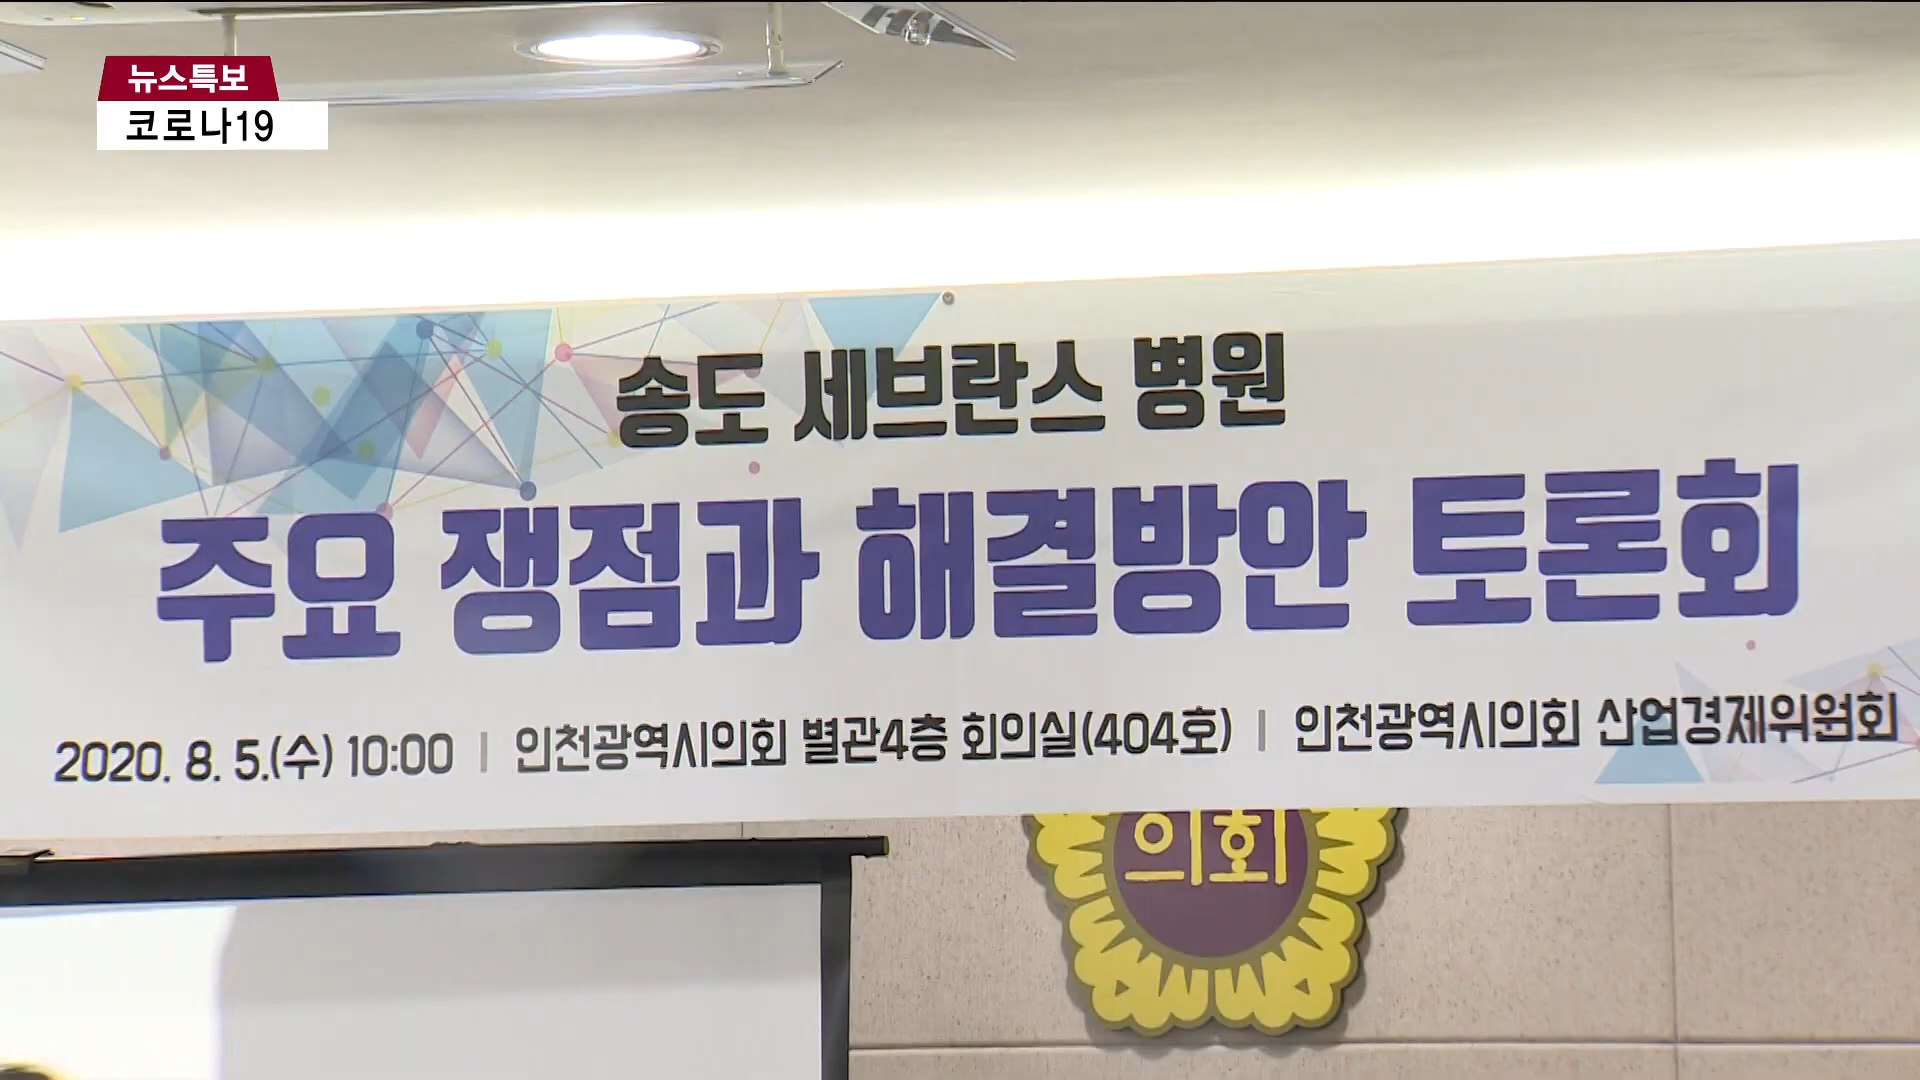 뉴스특보
코로나19
송도 세브란스 병원
주요 쟁점과 해결방안 토론회
2020. 8. 5.(수) 10:00 | 인천광역시의회 별관4층 회의실(404호) | 인천광역시의회 산업경제위원회
의회